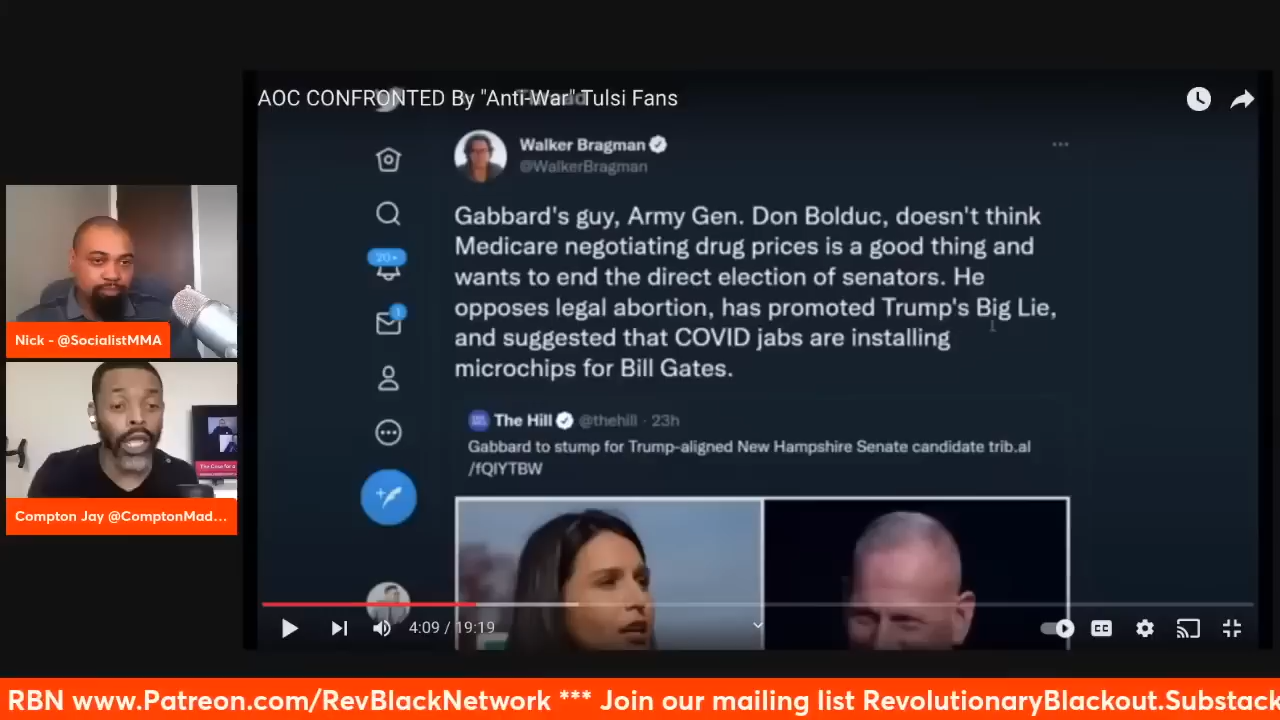 AOC CONFRONTED By "Anti-War" Tulsi Fans
Walker Bragman
@WalkerBragman
Gabbard's guy, Army Gen. Don Bolduc, doesn't think
Medicare negotiating drug prices is a good thing and
wants to end the direct election of senators. He
opposes legal abortion, has promoted Trump's Big Lie,
and suggested that COVID jabs are installing
microchips for Bill Gates.
20+
1
The Hill @thehill · 23h
Gabbard to stump for Trump-aligned New Hampshire Senate candidate trib.al
/fQIYTBW
Nick - @SocialistMMA
Compton Jay @ComptonMad...
4:09 / 19:19
CC
RBN www.Patreon.com/RevBlackNetwork *** Join our mailing list RevolutionaryBlackout.Substack